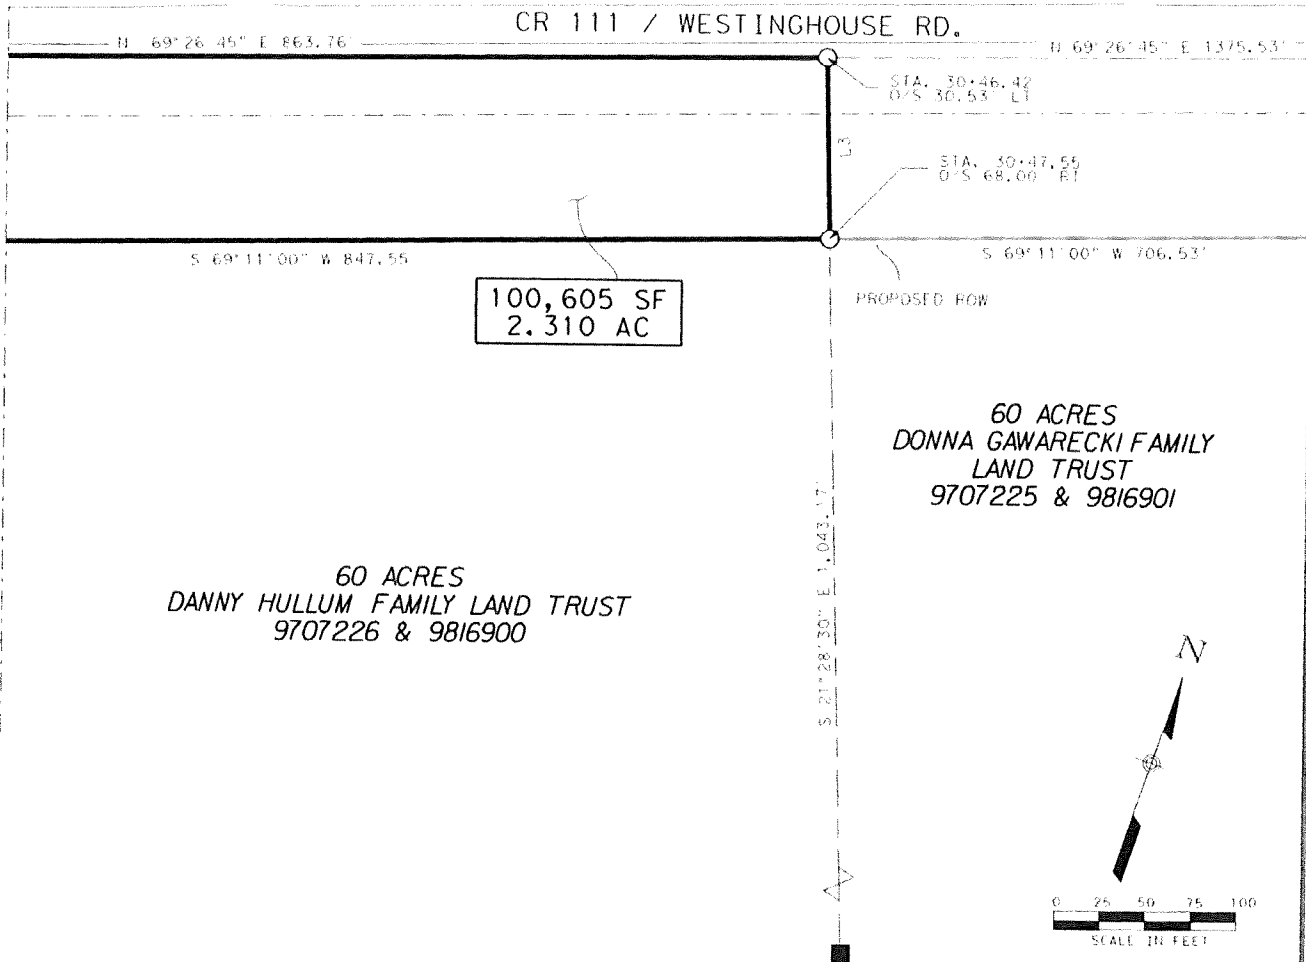 CR 111 / WESTINGHOUSE RD.
N 69° 26' 45" E 863.76'
N 69° 26' 45" E 1375.53'
STA. 30+46.42
O/S 30.53' LT
L3
STA. 30+47.55
O/S 68.00' RT
S 69° 11' 00" W 847.55
S 69° 11' 00" W 706.53'
100,605 SF
2.310 AC
PROPOSED ROW
60 ACRES
DONNA GAWARECKI FAMILY
LAND TRUST
9707225 & 9816901
S 21° 28' 30" E 1,043.17'
60 ACRES
DANNY HULLUM FAMILY LAND TRUST
9707226 & 9816900
N
0 25 50 75 100
SCALE IN FEET